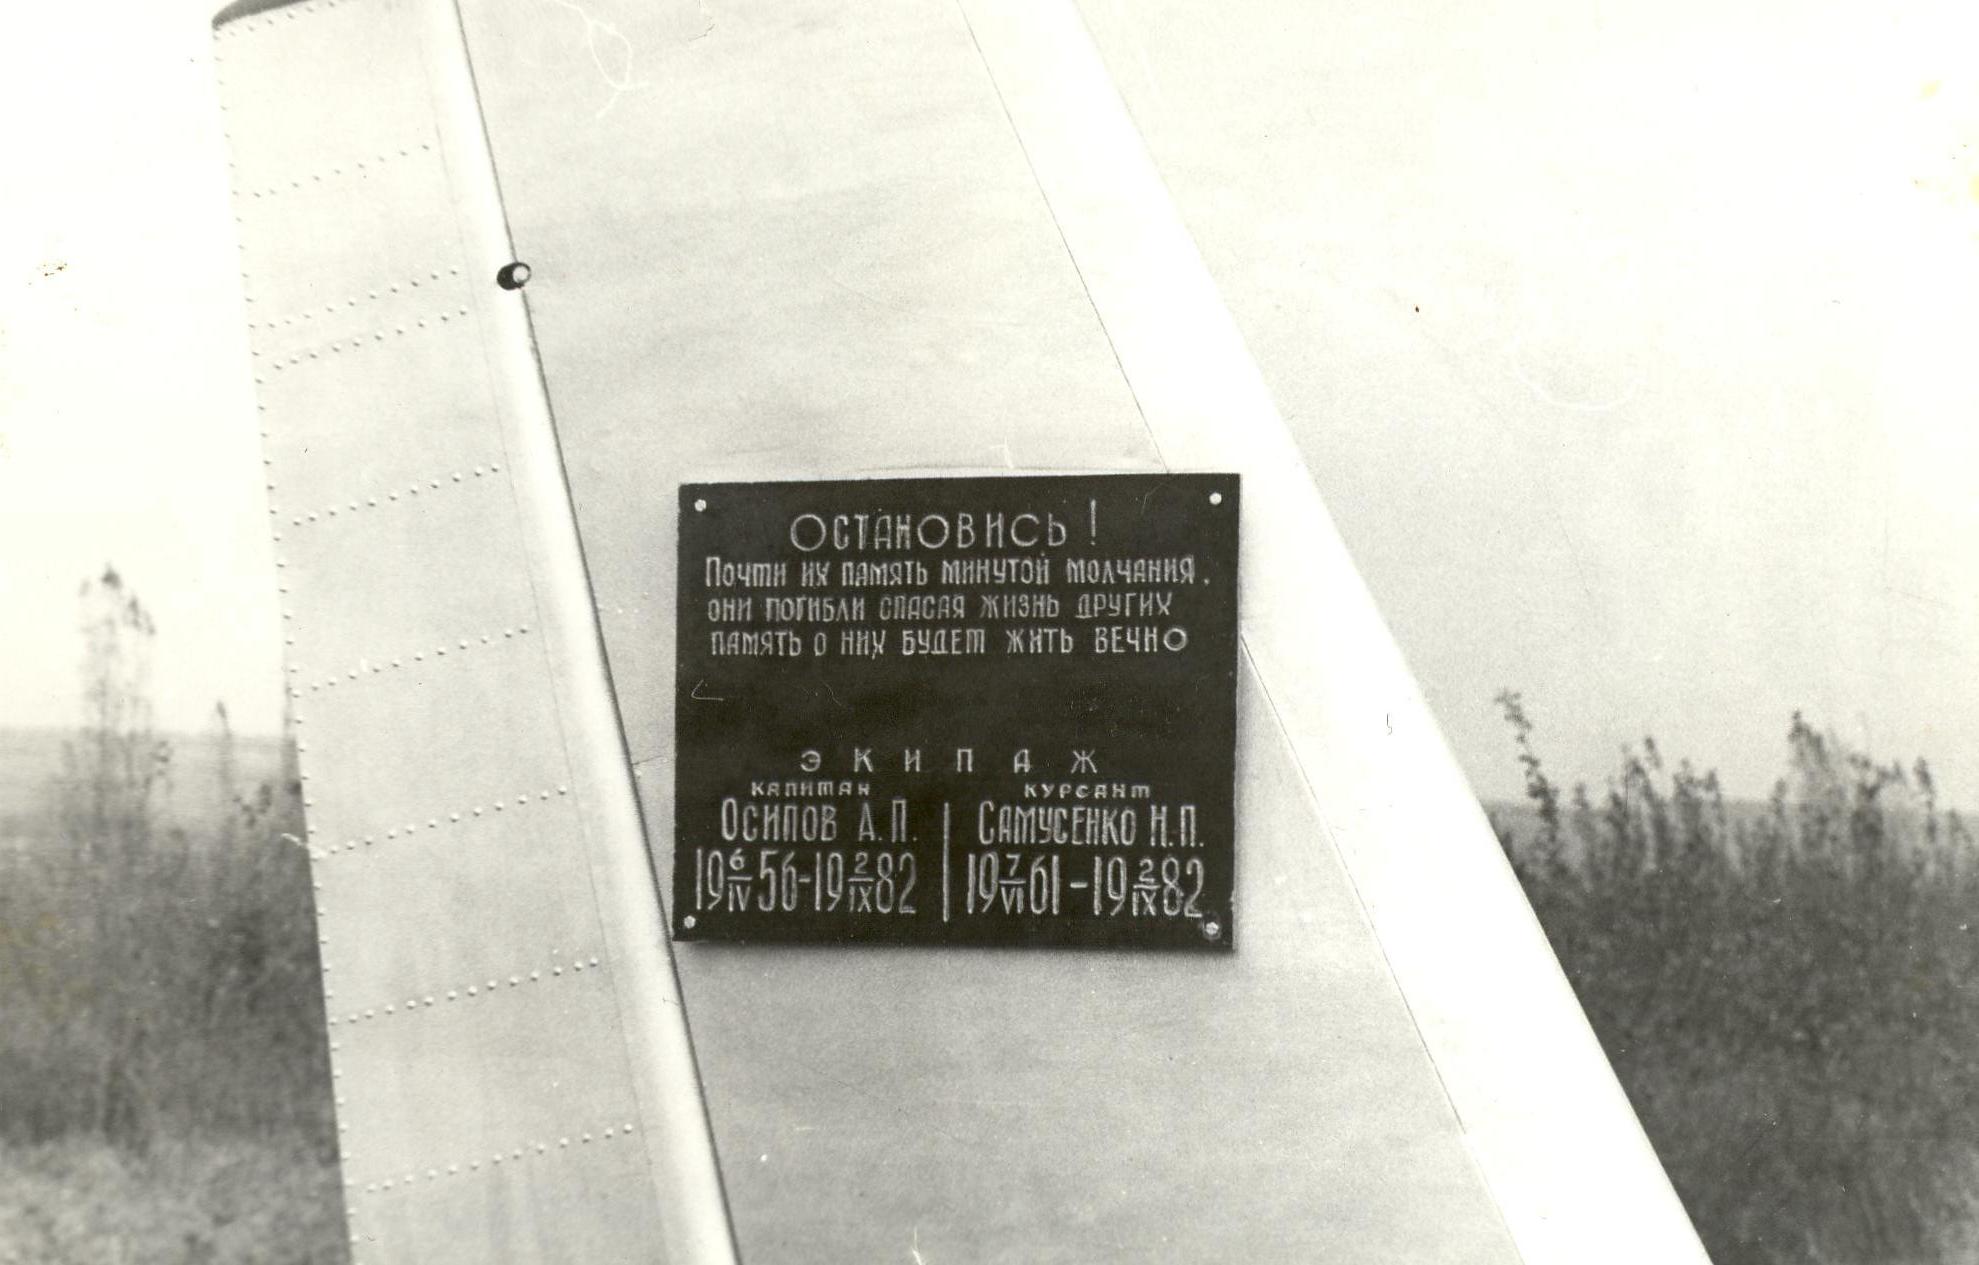 ОСТАНОВИСЬ!
Почти их память минутой молчания.
они погибли спасая жизнь других
память о них будет жить вечно
ЭКИПАЖ
капитан курсант
Осипов А.П. Самусенко Н.П.
19 6/IV 56-19 2/IX 82 19 7/VI 61-19 2/IX 82